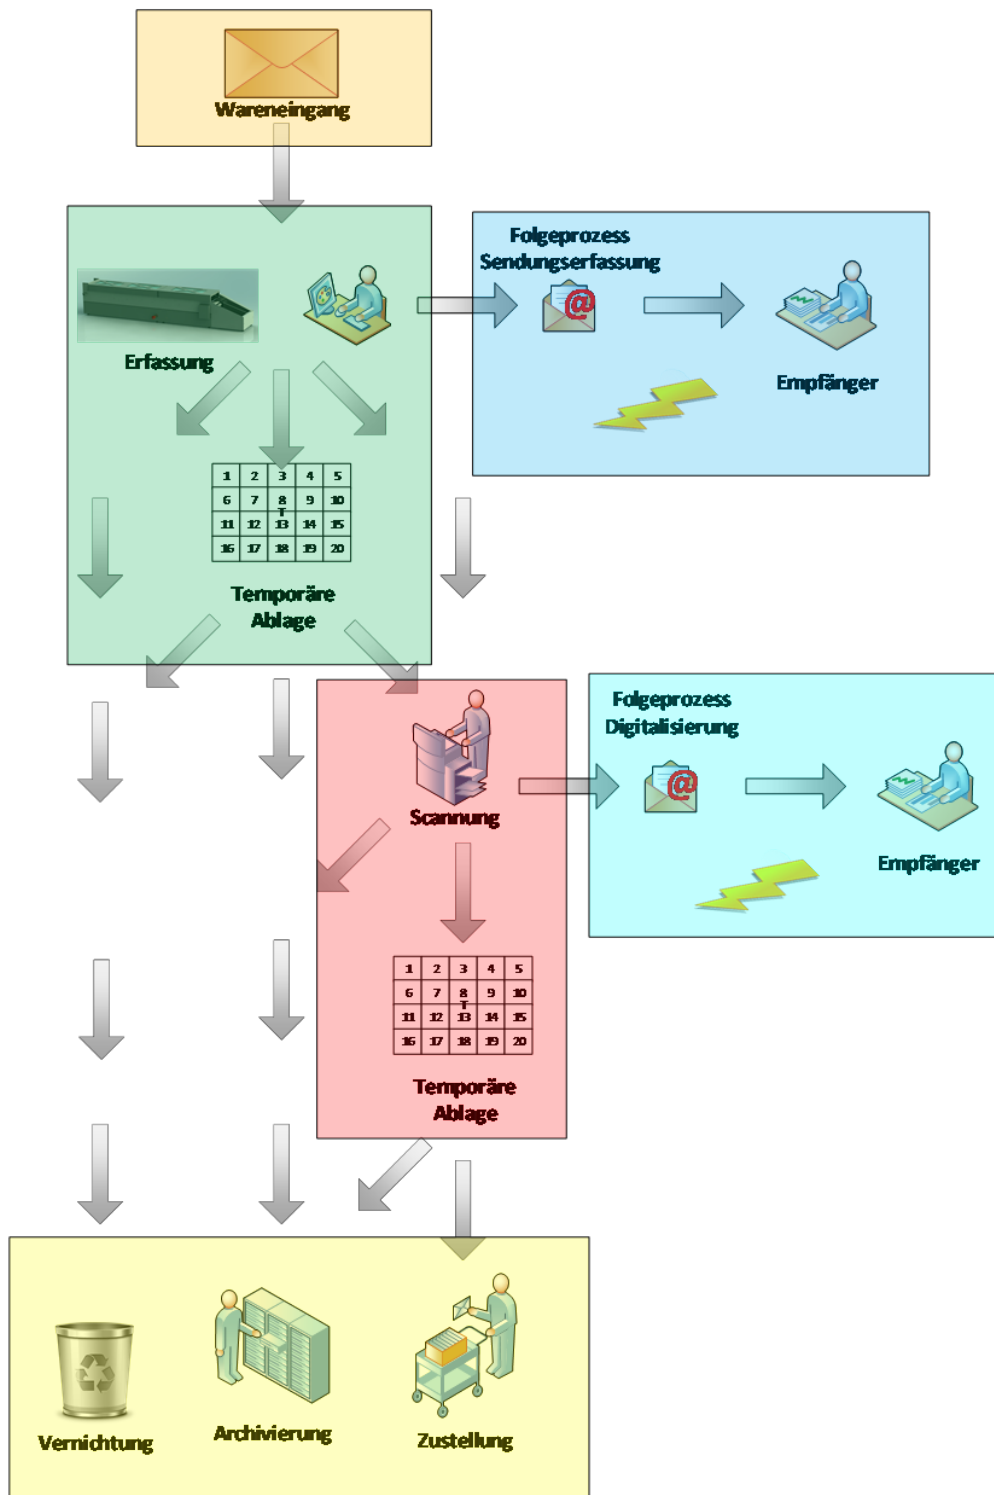 Wareneingang
Folgeprozess
Sendungserfassung
@
Erfassung
Empfänger
1 2 3 4 5
6 7 8 9 10
T
11 12 13 14 15
16 17 18 19 20
Temporäre
Ablage
Folgeprozess
Digitalisierung
@
Scannung
Empfänger
1 2 3 4 5
6 7 8 9 10
T
11 12 13 14 15
16 17 18 19 20
Temporäre
Ablage
Vernichtung
Archivierung
Zustellung